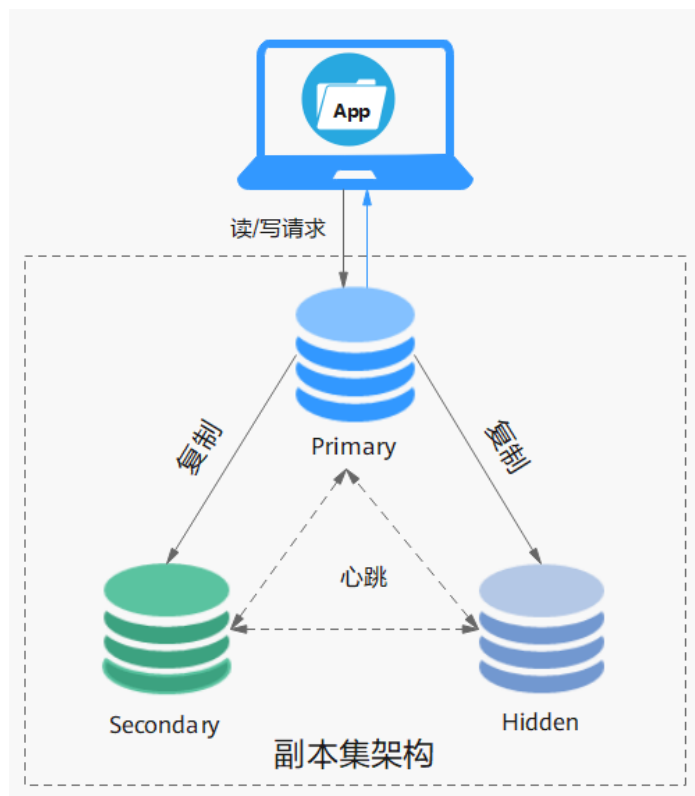 App
读/写请求
Primary
复制
复制
心跳
Secondary
Hidden
副本集架构